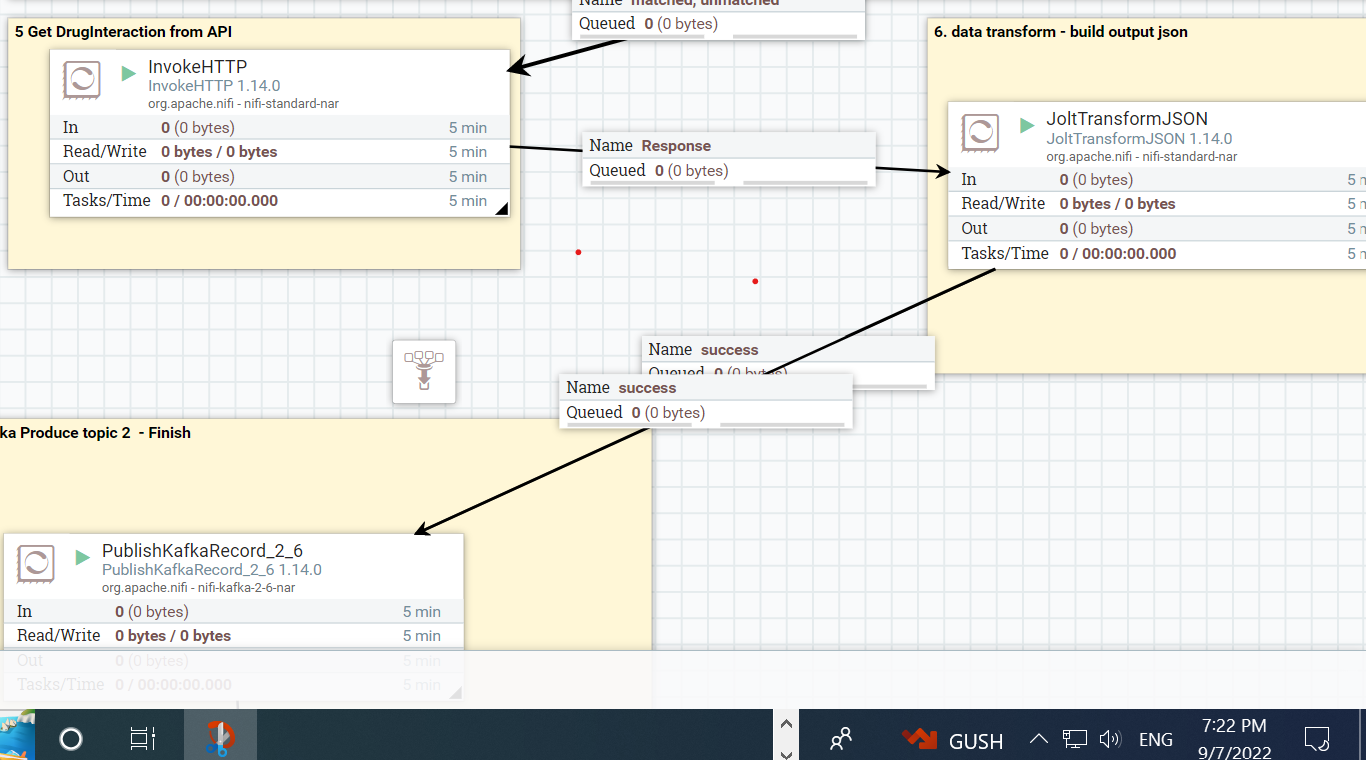 Name matched, unmatched
Queued 0 (0 bytes)
5 Get DrugInteraction from API
InvokeHTTP
InvokeHTTP 1.14.0
org.apache.nifi - nifi-standard-nar
In 0 (0 bytes) 5 min
Read/Write 0 bytes / 0 bytes 5 min
Out 0 (0 bytes) 5 min
Tasks/Time 0 / 00:00:00.000 5 min
Name Response
Queued 0 (0 bytes)
6. data transform - build output json
JoltTransformJSON
JoltTransformJSON 1.14.0
org.apache.nifi - nifi-standard-nar
In 0 (0 bytes) 5
Read/Write 0 bytes / 0 bytes 5
Out 0 (0 bytes) 5
Tasks/Time 0 / 00:00:00.000 5
Name success
Queued 0 (0 bytes)
Name success
Queued 0 (0 bytes)
ka Produce topic 2 - Finish
PublishKafkaRecord_2_6
PublishKafkaRecord_2_6 1.14.0
org.apache.nifi - nifi-kafka-2-6-nar
In 0 (0 bytes) 5 min
Read/Write 0 bytes / 0 bytes 5 min
Out 0 (0 bytes) 5 min
Tasks/Time 0 / 00:00:00.000 5 min
GUSH
ENG
7:22 PM
9/7/2022